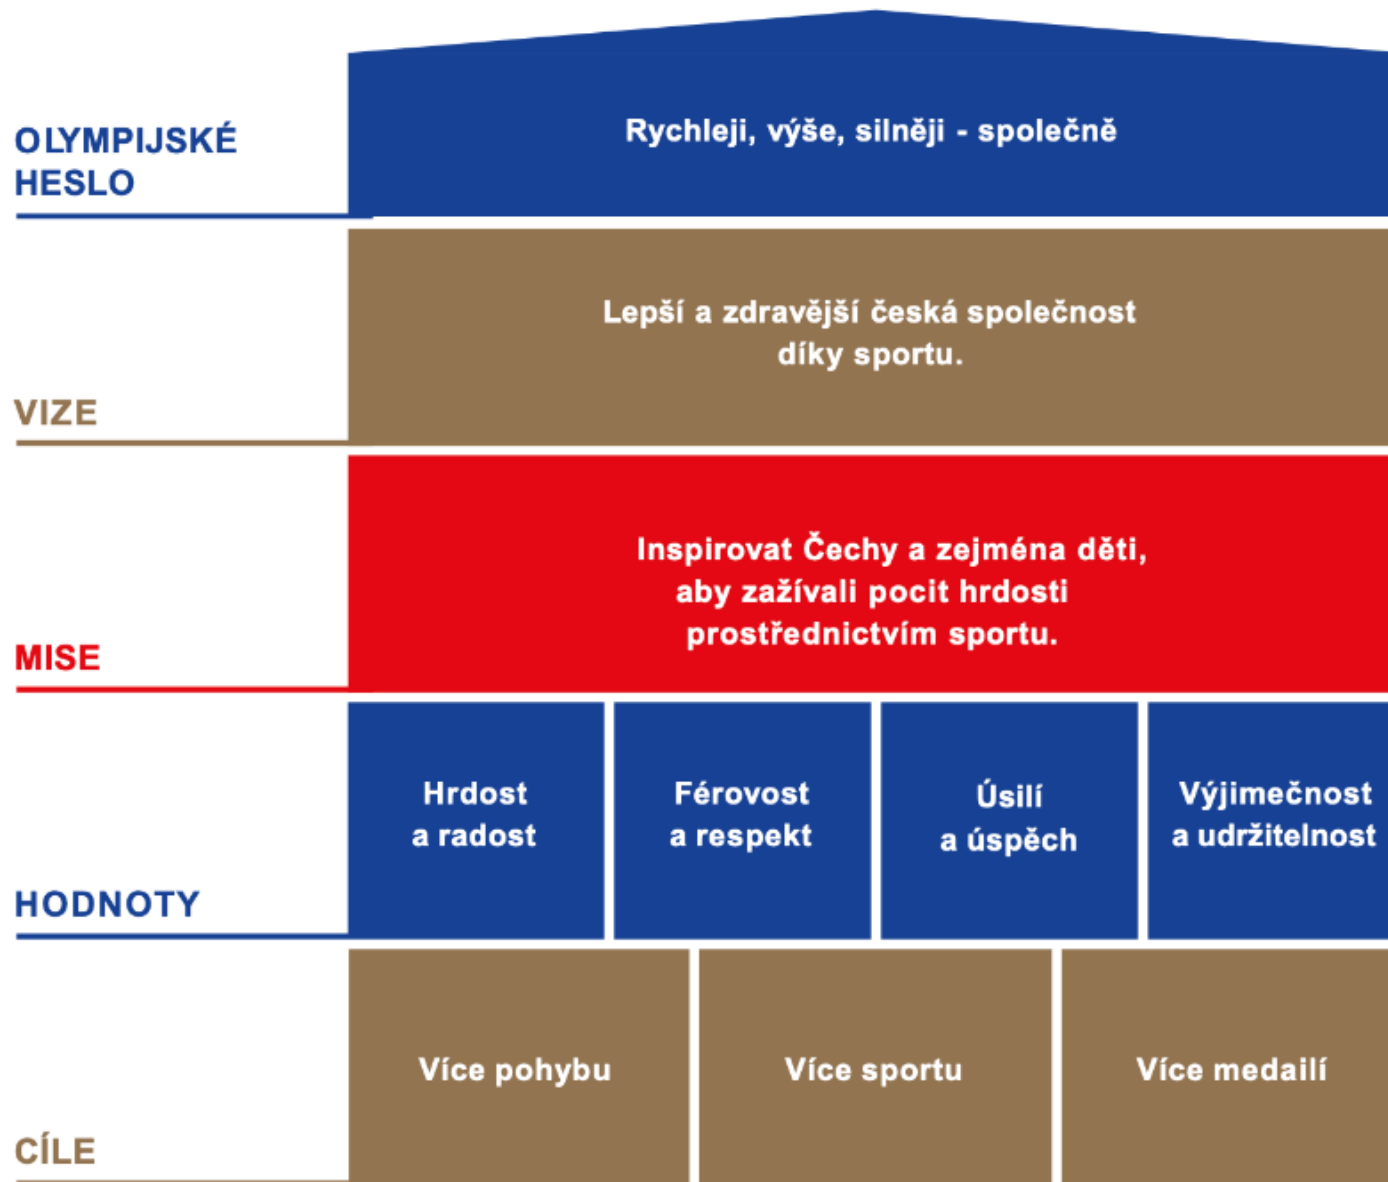 OLYMPIJSKÉ
HESLO
Rychleji, výše, silněji - společně
VIZE
Lepší a zdravější česká společnost
díky sportu.
MISE
Inspirovat Čechy a zejména děti,
aby zažívali pocit hrdosti
prostřednictvím sportu.
HODNOTY
Hrdost
a radost
Férovost
a respekt
Úsilí
a úspěch
Výjimečnost
a udržitelnost
CÍLE
Více pohybu
Více sportu
Více medailí